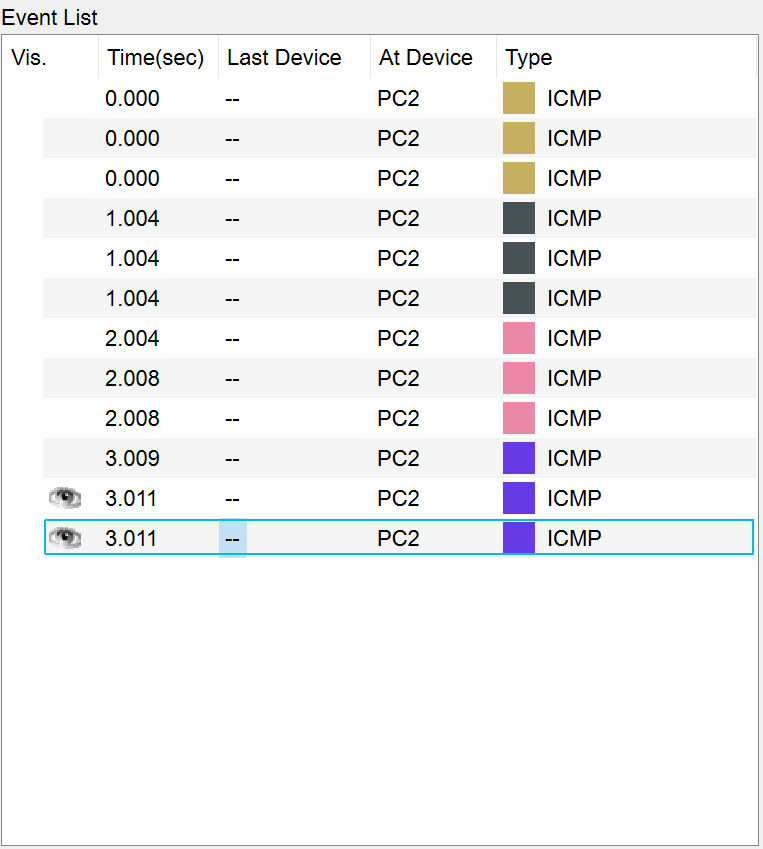 Event List
Vis. Time(sec) Last Device At Device Type
0.000 -- PC2 ICMP
0.000 -- PC2 ICMP
0.000 -- PC2 ICMP
1.004 -- PC2 ICMP
1.004 -- PC2 ICMP
1.004 -- PC2 ICMP
2.004 -- PC2 ICMP
2.008 -- PC2 ICMP
2.008 -- PC2 ICMP
3.009 -- PC2 ICMP
3.011 -- PC2 ICMP
3.011 -- PC2 ICMP